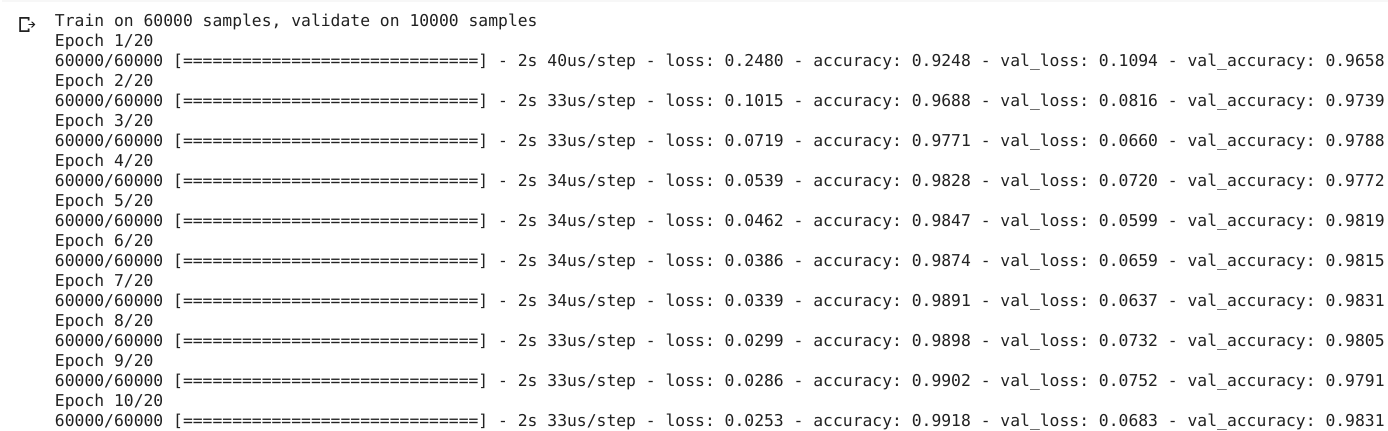 Train on 60000 samples, validate on 10000 samples
Epoch 1/20
60000/60000 [==============================] - 2s 40us/step - loss: 0.2480 - accuracy: 0.9248 - val_loss: 0.1094 - val_accuracy: 0.9658
Epoch 2/20
60000/60000 [==============================] - 2s 33us/step - loss: 0.1015 - accuracy: 0.9688 - val_loss: 0.0816 - val_accuracy: 0.9739
Epoch 3/20
60000/60000 [==============================] - 2s 33us/step - loss: 0.0719 - accuracy: 0.9771 - val_loss: 0.0660 - val_accuracy: 0.9788
Epoch 4/20
60000/60000 [==============================] - 2s 34us/step - loss: 0.0539 - accuracy: 0.9828 - val_loss: 0.0720 - val_accuracy: 0.9772
Epoch 5/20
60000/60000 [==============================] - 2s 34us/step - loss: 0.0462 - accuracy: 0.9847 - val_loss: 0.0599 - val_accuracy: 0.9819
Epoch 6/20
60000/60000 [==============================] - 2s 34us/step - loss: 0.0386 - accuracy: 0.9874 - val_loss: 0.0659 - val_accuracy: 0.9815
Epoch 7/20
60000/60000 [==============================] - 2s 34us/step - loss: 0.0339 - accuracy: 0.9891 - val_loss: 0.0637 - val_accuracy: 0.9831
Epoch 8/20
60000/60000 [==============================] - 2s 33us/step - loss: 0.0299 - accuracy: 0.9898 - val_loss: 0.0732 - val_accuracy: 0.9805
Epoch 9/20
60000/60000 [==============================] - 2s 33us/step - loss: 0.0286 - accuracy: 0.9902 - val_loss: 0.0752 - val_accuracy: 0.9791
Epoch 10/20
60000/60000 [==============================] - 2s 33us/step - loss: 0.0253 - accuracy: 0.9918 - val_loss: 0.0683 - val_accuracy: 0.9831